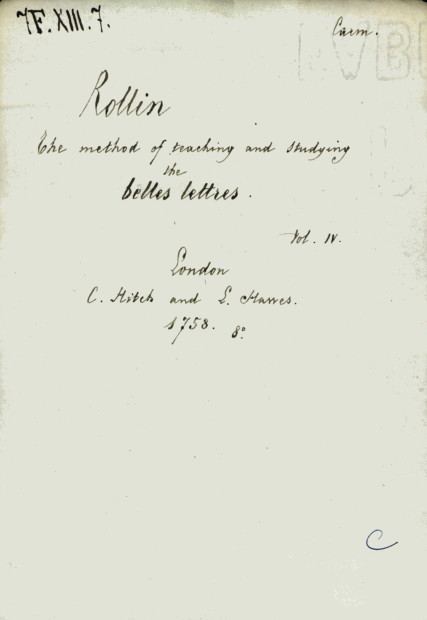 7F.XIII.7.
Carm.
Rollin
The method of teaching and studying
the
belles lettres.
Vol. IV.
London
C. Hitch and L. Hawes.
1758. 8°.
C